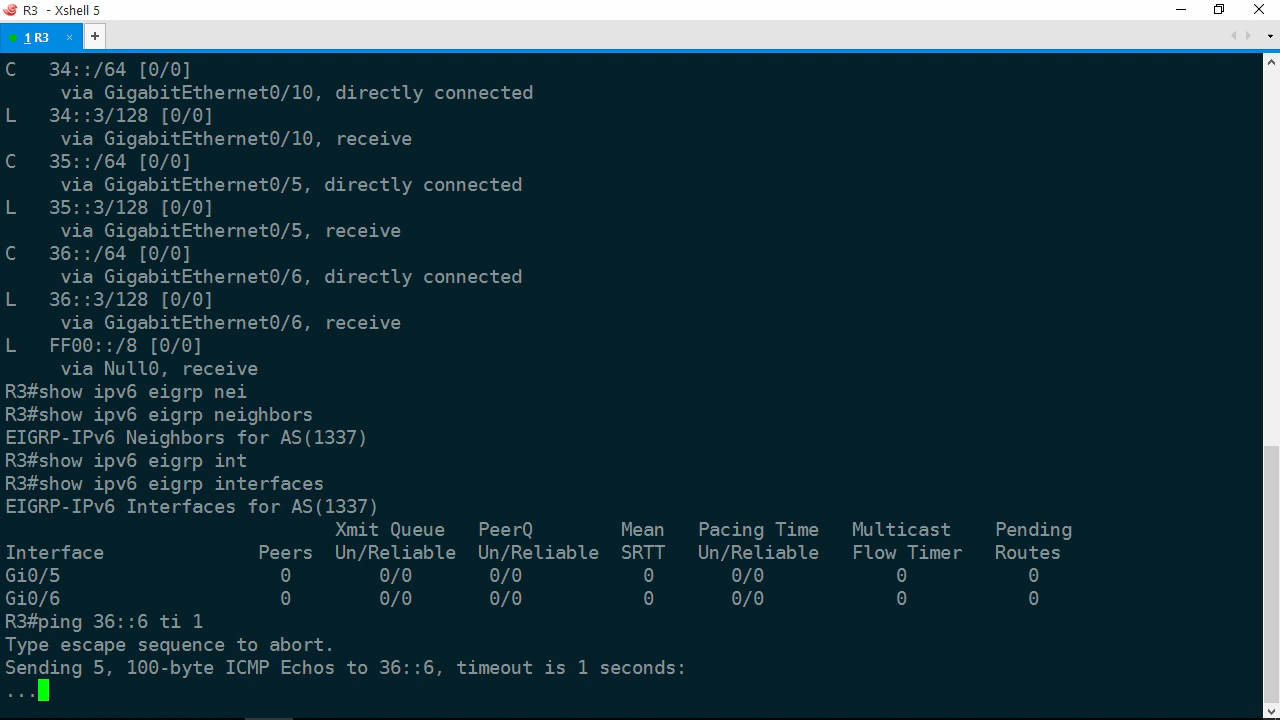 R3 - Xshell 5
1 R3 × +
C 34::/64 [0/0]
via GigabitEthernet0/10, directly connected
L 34::3/128 [0/0]
via GigabitEthernet0/10, receive
C 35::/64 [0/0]
via GigabitEthernet0/5, directly connected
L 35::3/128 [0/0]
via GigabitEthernet0/5, receive
C 36::/64 [0/0]
via GigabitEthernet0/6, directly connected
L 36::3/128 [0/0]
via GigabitEthernet0/6, receive
L FF00::/8 [0/0]
via Null0, receive
R3#show ipv6 eigrp nei
R3#show ipv6 eigrp neighbors
EIGRP-IPv6 Neighbors for AS(1337)
R3#show ipv6 eigrp int
R3#show ipv6 eigrp interfaces
EIGRP-IPv6 Interfaces for AS(1337)
Xmit Queue PeerQ Mean Pacing Time Multicast Pending
Interface Peers Un/Reliable Un/Reliable SRTT Un/Reliable Flow Timer Routes
Gi0/5 0 0/0 0/0 0 0/0 0 0
Gi0/6 0 0/0 0/0 0 0/0 0 0
R3#ping 36::6 ti 1
Type escape sequence to abort.
Sending 5, 100-byte ICMP Echos to 36::6, timeout is 1 seconds:
...